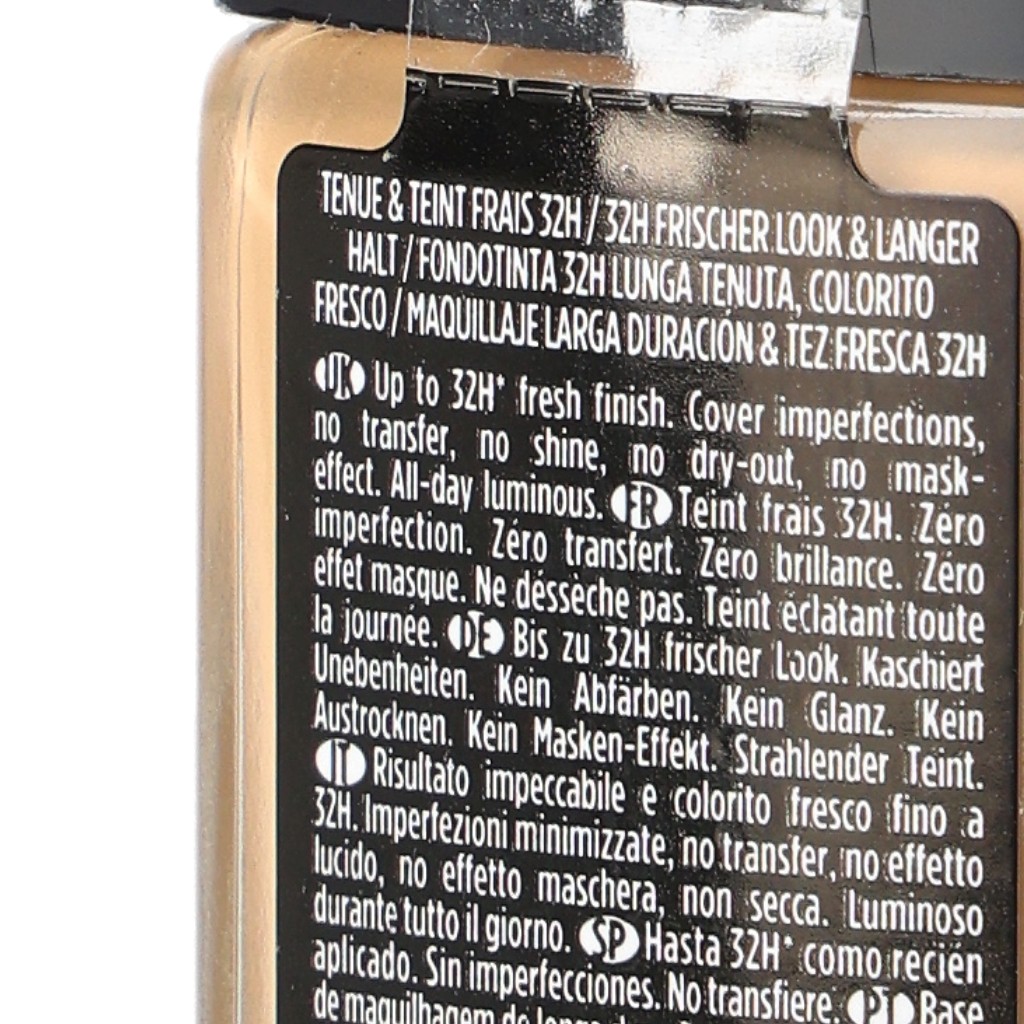 TENUE & TEINT FRAIS 32H / 32H FRISCHER LOOK & LANGER
HALT / FONDOTINTA 32H LUNGA TENUTA, COLORITO
FRESCO / MAQUILLAJE LARGA DURACIÓN & TEZ FRESCA 32H
UK Up to 32H* fresh finish. Cover imperfections,
no transfer, no shine, no dry-out, no mask-
effect. All-day luminous. FR Teint frais 32H. Zéro
imperfection. Zéro transfert. Zéro brillance. Zéro
effet masque. Ne déssèche pas. Teint éclatant toute
la journée. DE Bis zu 32H frischer Look. Kaschiert
Unebenheiten. Kein Abfärben. Kein Glanz. Kein
Austrocknen. Kein Masken-Effekt. Strahlender Teint.
IT Risultato impeccabile e colorito fresco fino a
32H. Imperfezioni minimizzate, no transfer, no effetto
lucido, no effetto maschera, non secca. Luminoso
durante tutto il giorno. SP Hasta 32H* como recién
aplicado. Sin imperfecciones. No transfiere. PT Base
de maquilhagem de longa